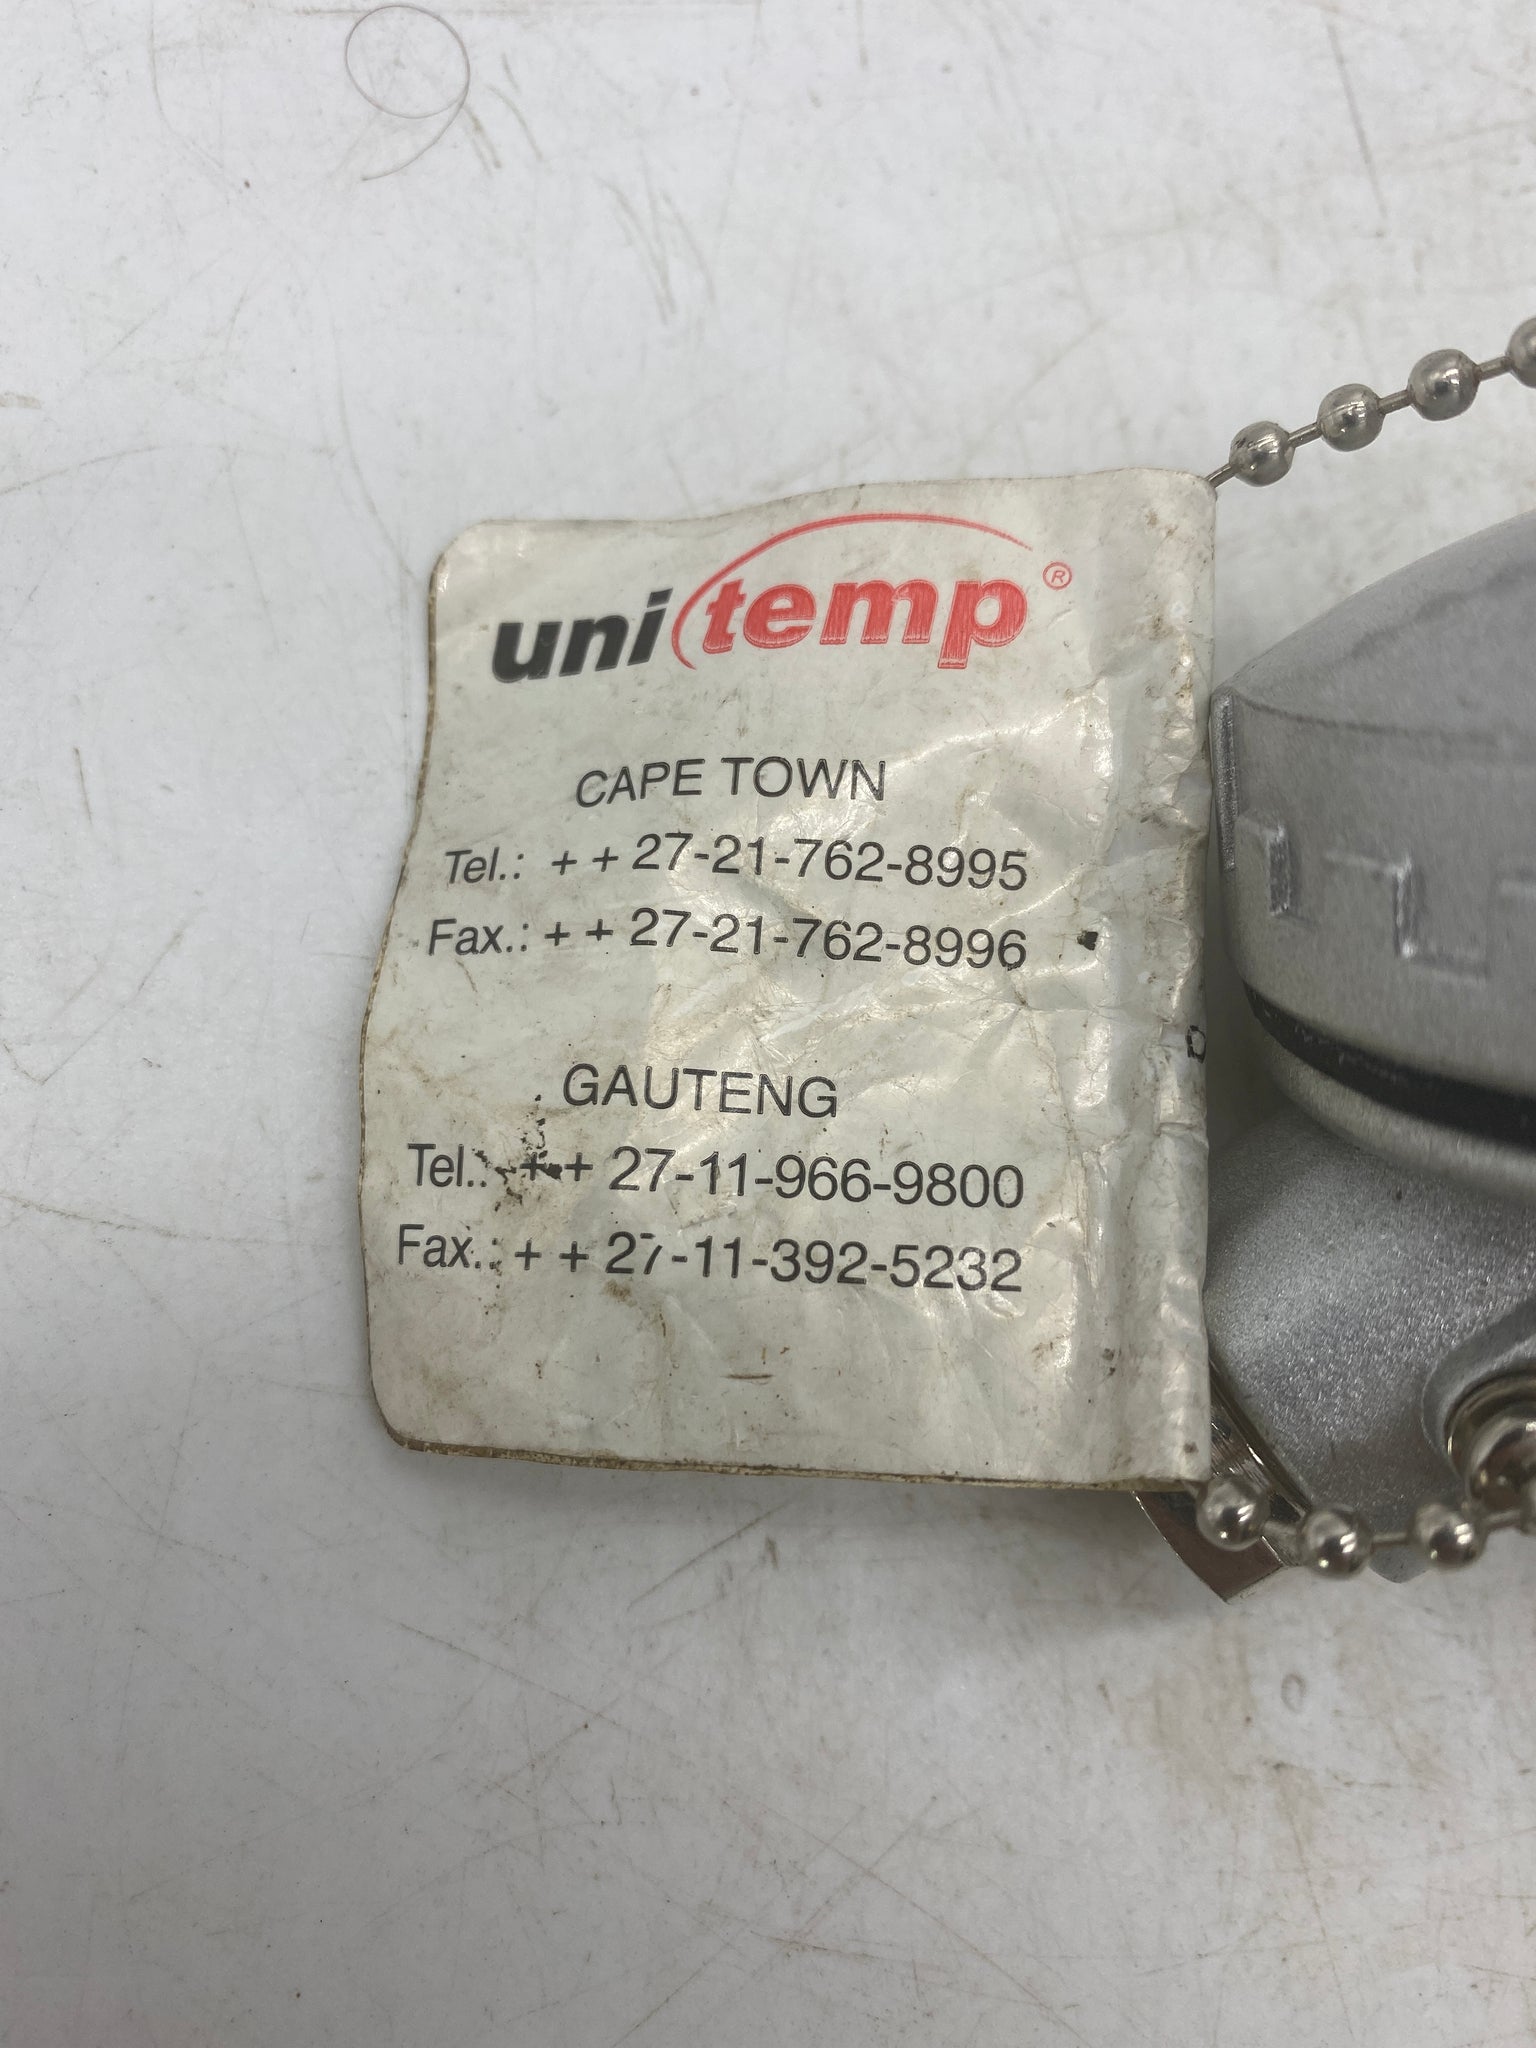 unitemp®
CAPE TOWN
Tel.: + + 27-21-762-8995
Fax.: + + 27-21-762-8996
GAUTENG
Tel.: + + 27-11-966-9800
Fax.: + + 27-11-392-5232